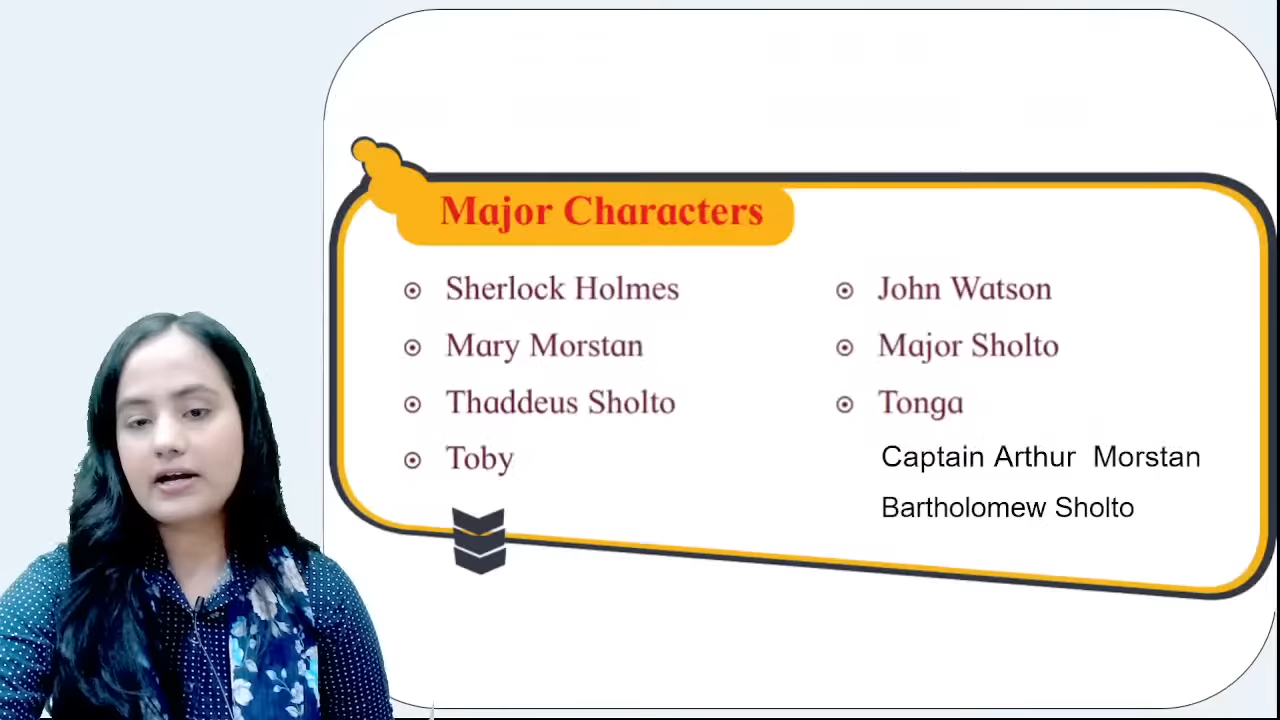 Major Characters
Sherlock Holmes
John Watson
Mary Morstan
Major Sholto
Thaddeus Sholto
Tonga
Toby
Captain Arthur Morstan
Bartholomew Sholto